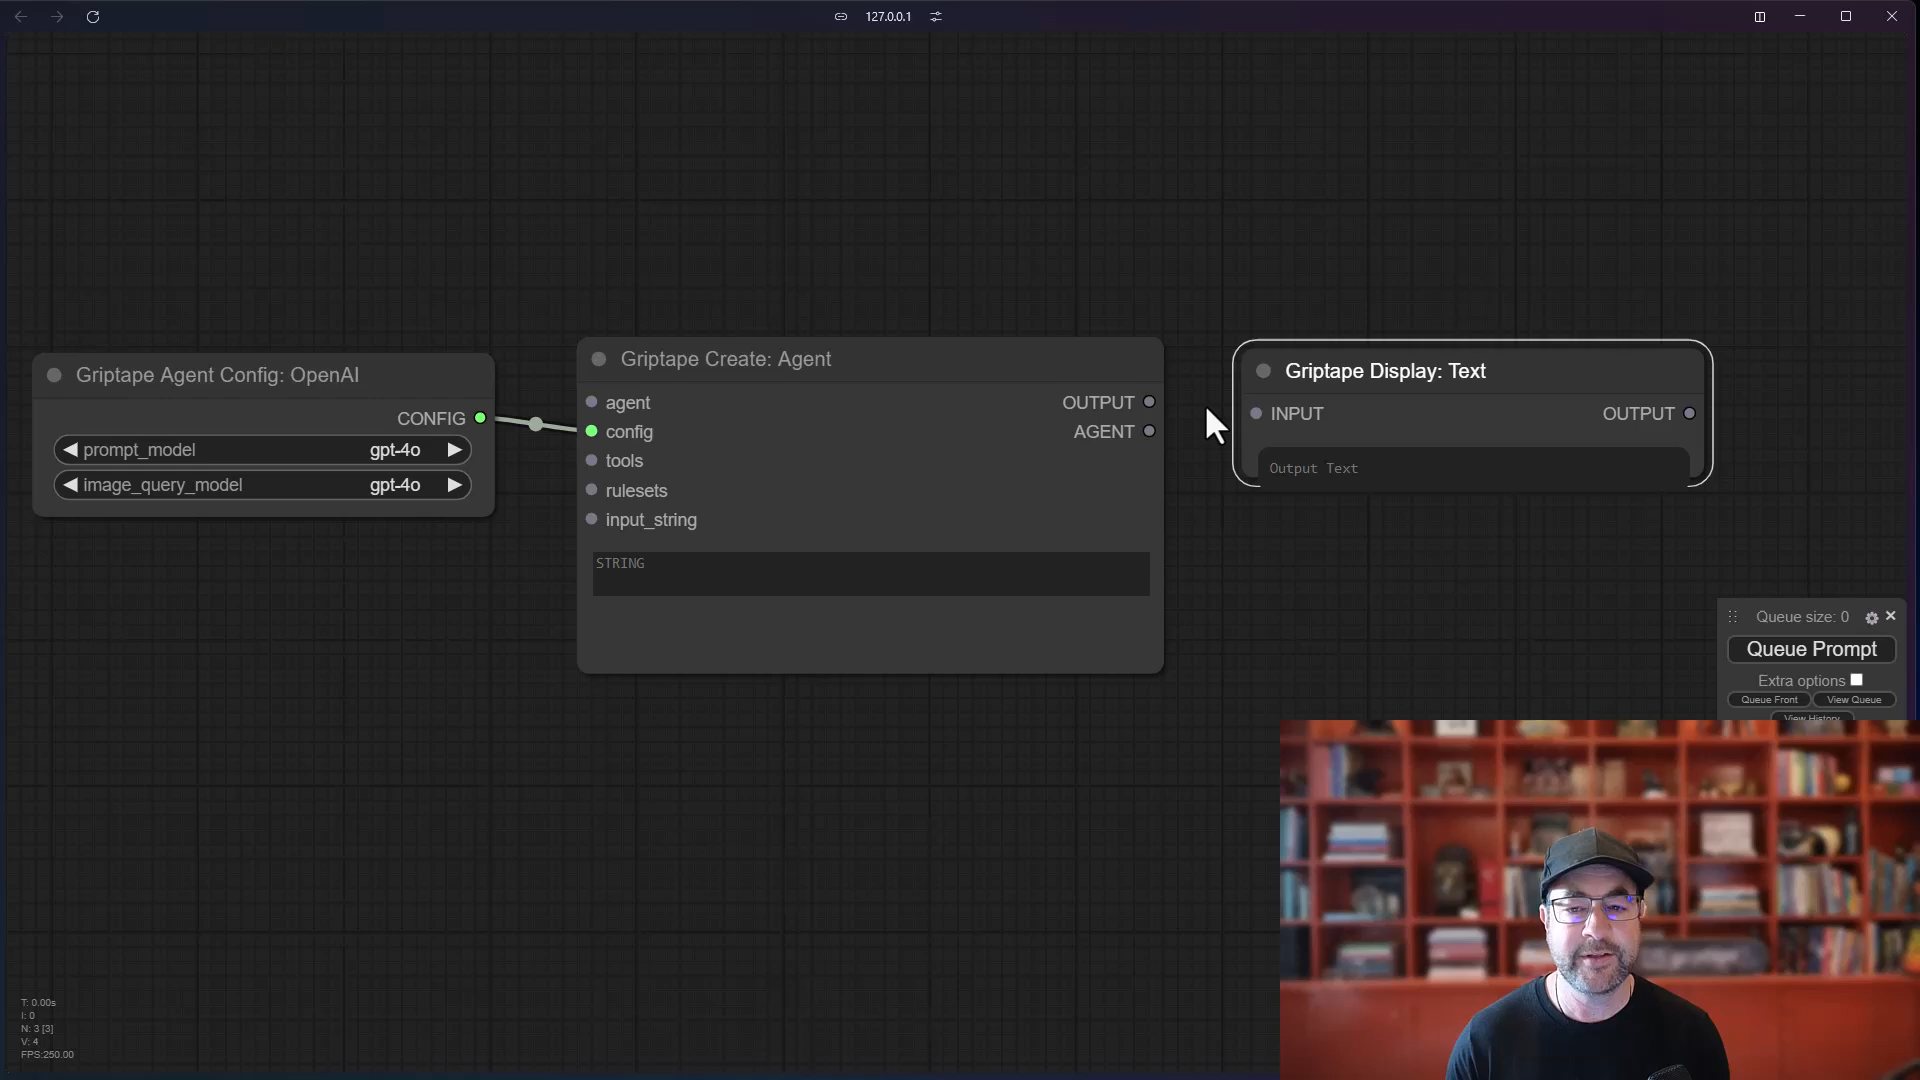 127.0.0.1
Griptape Agent Config: OpenAI
CONFIG
prompt_model gpt-4o
image_query_model gpt-4o
Griptape Create: Agent
agent OUTPUT
config AGENT
tools
rulesets
input_string
STRING
Griptape Display: Text
INPUT OUTPUT
Output Text
Queue size: 0
Queue Prompt
Extra options
Queue Front View Queue
View History
T: 0.00s
I: 0
N: 3 [3]
V: 4
FPS:250.00